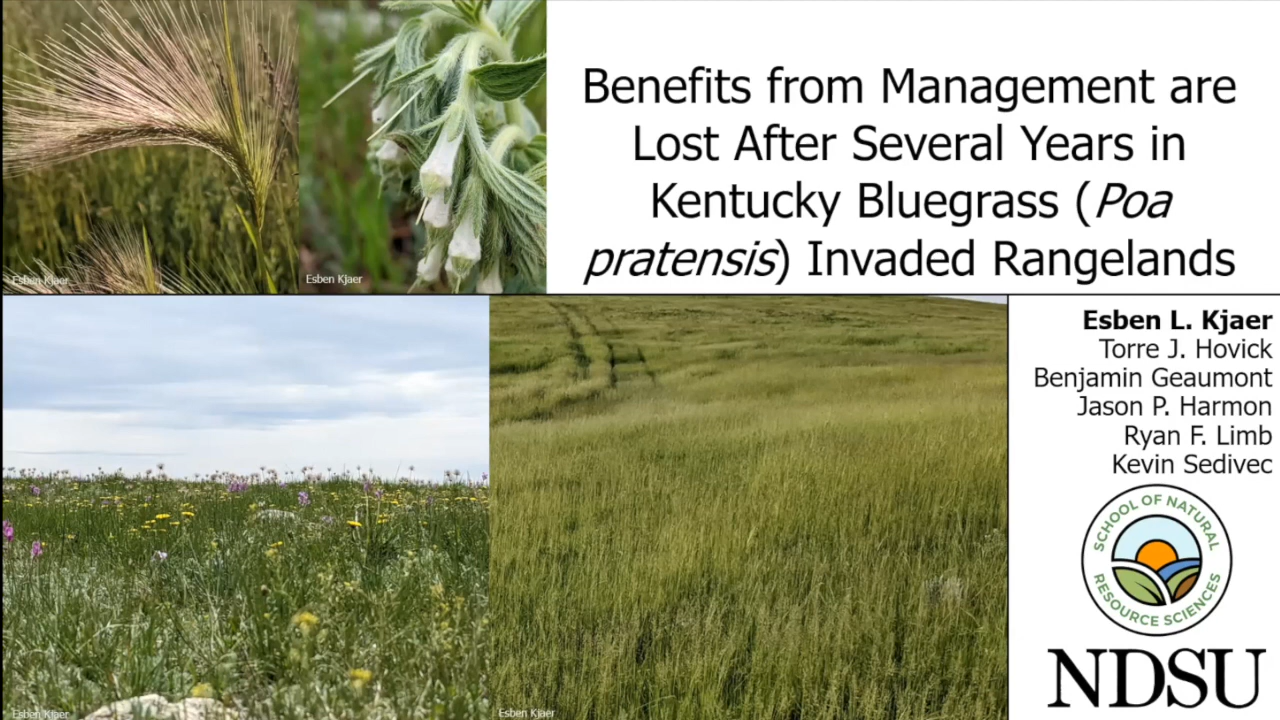 Benefits from Management are
Lost After Several Years in
Kentucky Bluegrass (Poa
pratensis) Invaded Rangelands
Esben Kjaer
Esben Kjaer
Esben L. Kjaer
Torre J. Hovick
Benjamin Geaumont
Jason P. Harmon
Ryan F. Limb
Kevin Sedivec
SCHOOL OF NATURAL
RESOURCE SCIENCES
NDSU
Esben Kjaer
Esben Kjaer